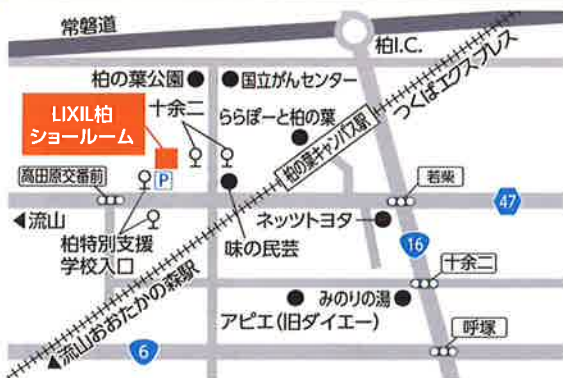 常磐道
柏I.C.
つくばエクスプレス
柏の葉公園
国立がんセンター
LIXIL柏
ショールーム
十余二
ららぽーと柏の葉
柏の葉キャンパス駅
高田原交番前
P
若柴
47
◀流山
柏特別支援
学校入口
味の民芸
ネッツトヨタ
16
十余二
みのりの湯
アピエ(旧ダイエー)
▲流山おおたかの森駅
6
呼塚